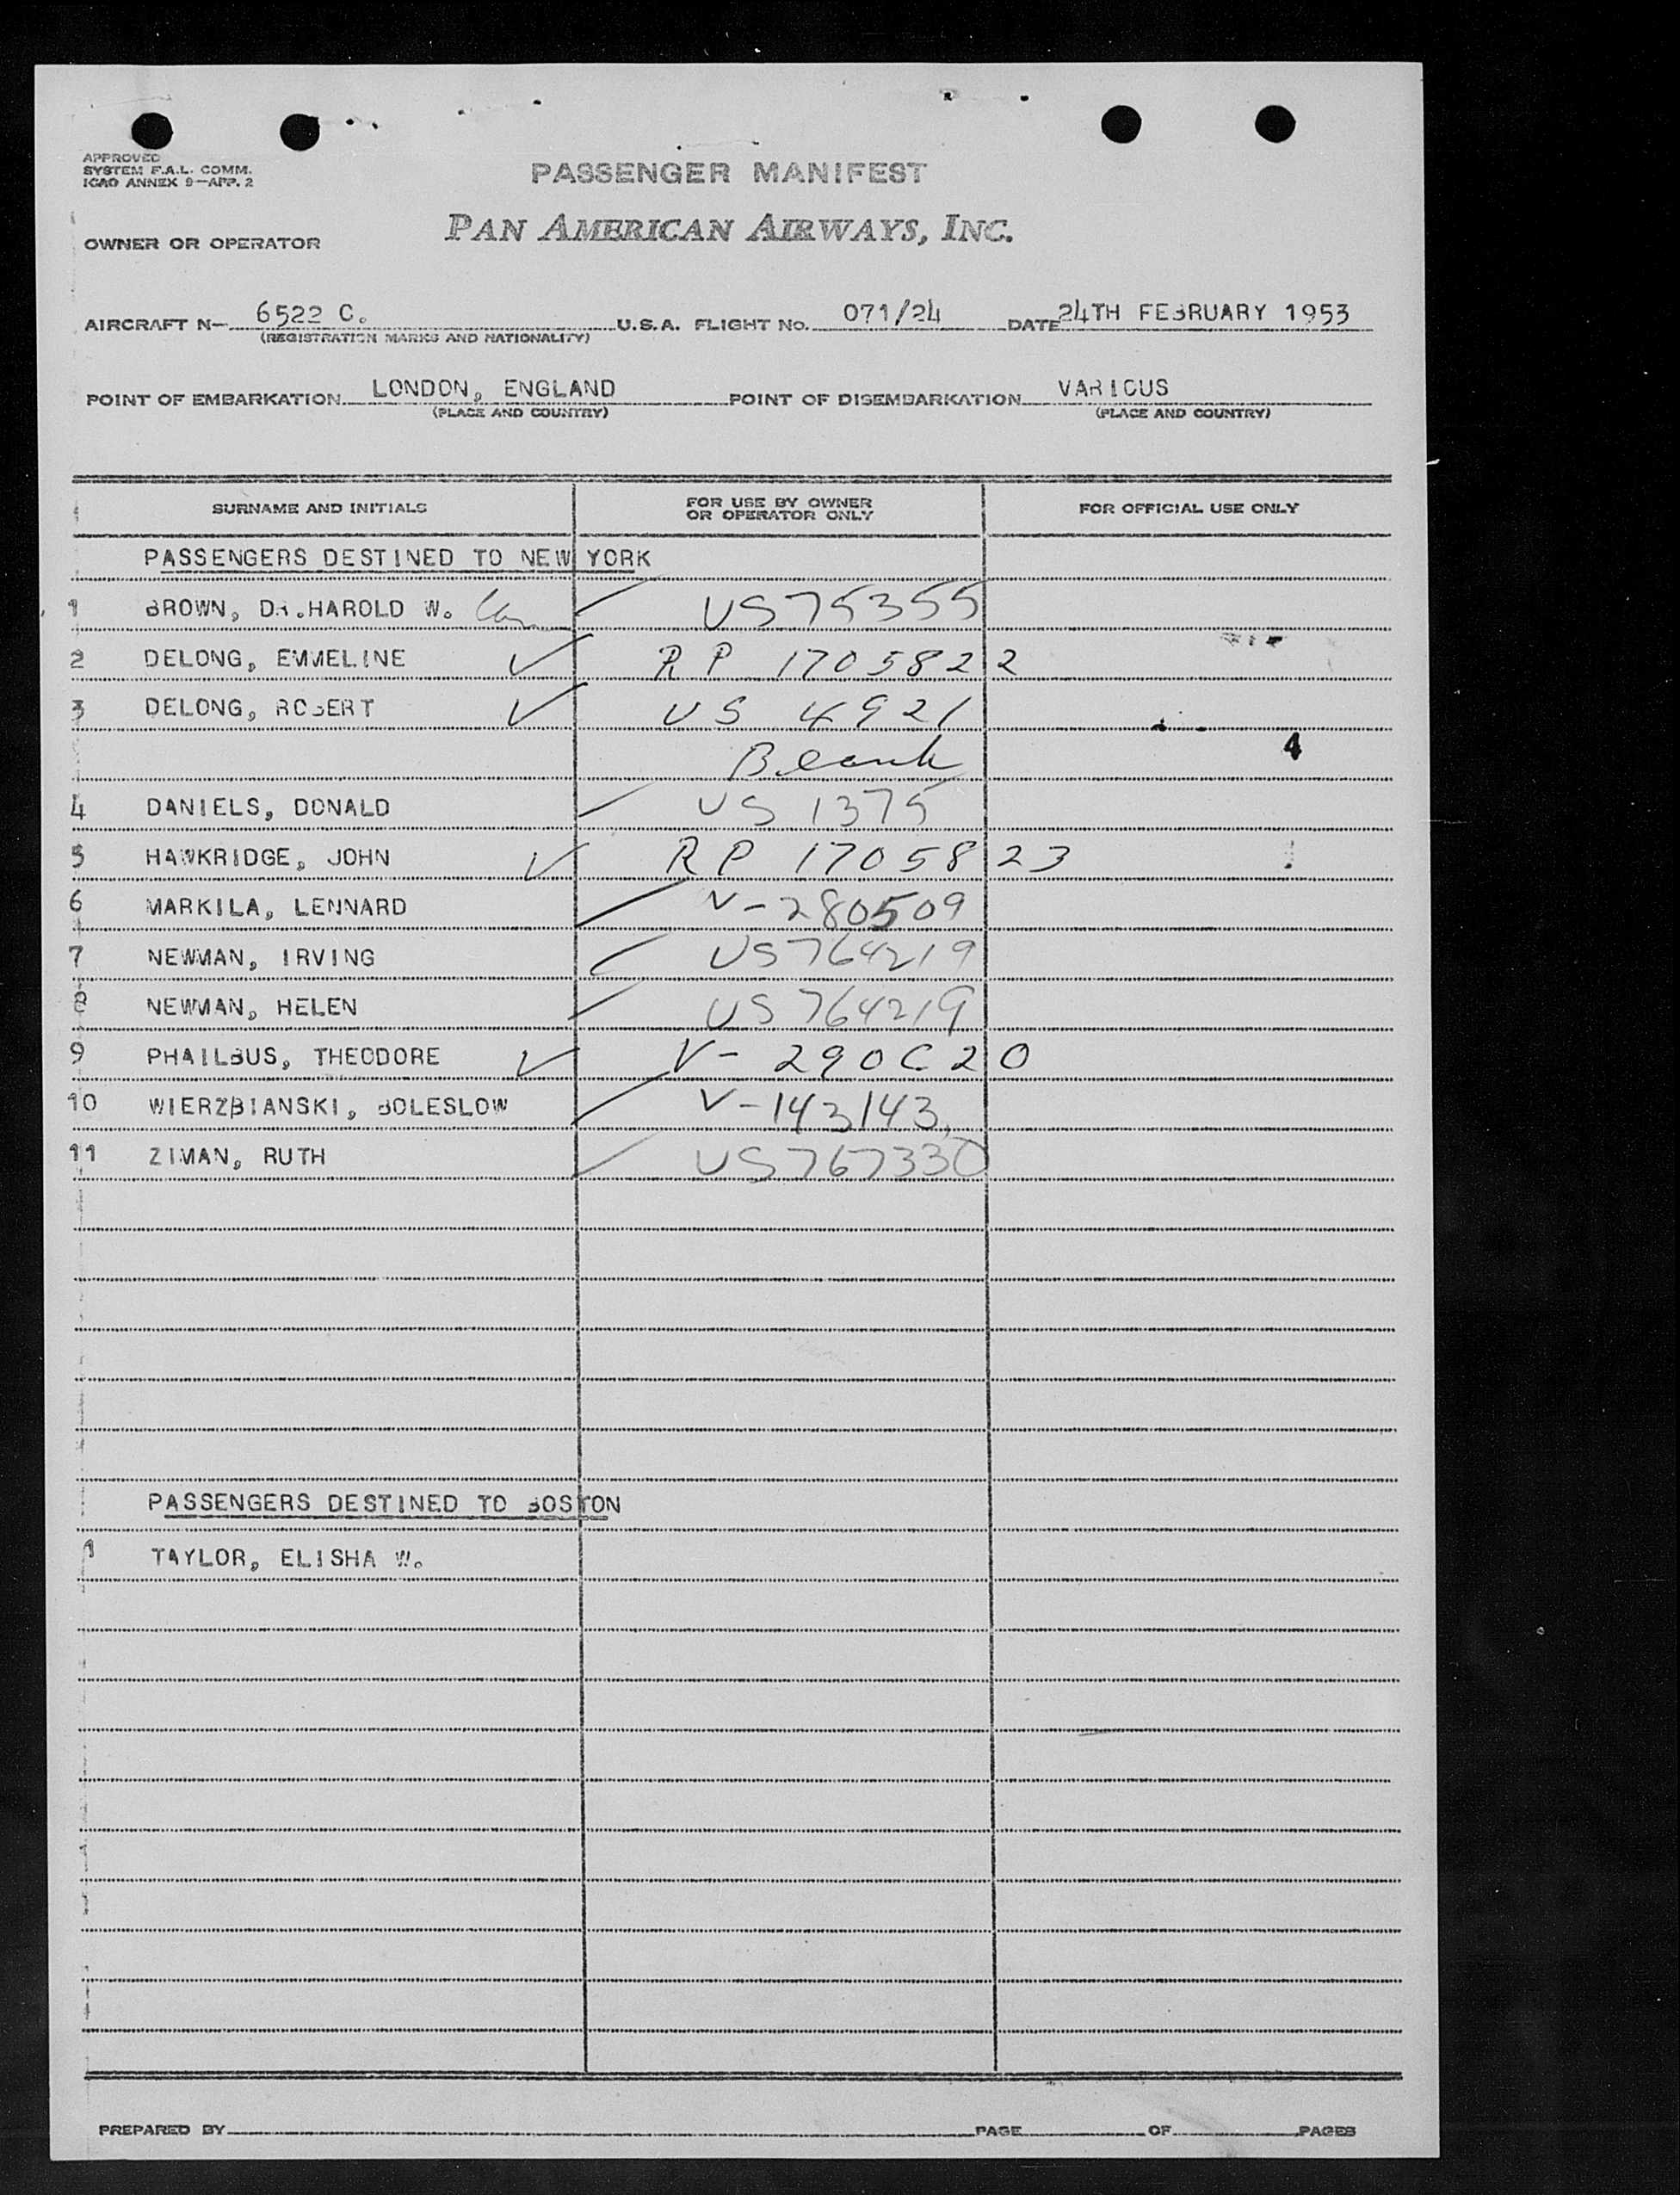 APPROVED
SYSTEM F.A.L. COMM.
ICAO ANNEX 9—APP. 2
PASSENGER MANIFEST
OWNER OR OPERATOR PAN AMERICAN AIRWAYS, INC.
AIRCRAFT N— 6522 C. U.S.A. FLIGHT NO. 071/24 DATE 24TH FEBRUARY 1953
(REGISTRATION MARKS AND NATIONALITY)
POINT OF EMBARKATION LONDON, ENGLAND POINT OF DISEMBARKATION VARIOUS
(PLACE AND COUNTRY) (PLACE AND COUNTRY)
SURNAME AND INITIALS FOR USE BY OWNER OR OPERATOR ONLY FOR OFFICIAL USE ONLY
PASSENGERS DESTINED TO NEW YORK
1 BROWN, DR.HAROLD W. US75355
2 DELONG, EMMELINE RP 1705822
3 DELONG, ROBERT US 4921
Blank 4
4 DANIELS, DONALD US 1375
5 HAWKRIDGE, JOHN RP 1705823
6 MARKILA, LENNARD V-280509
7 NEWMAN, IRVING US764219
8 NEWMAN, HELEN US764219
9 PHAILBUS, THEODORE V- 290C20
10 WIERZBIANSKI, BOLESLOW V-143143
11 ZIMAN, RUTH US767330
PASSENGERS DESTINED TO BOSTON
1 TAYLOR, ELISHA W.
PREPARED BY PAGE OF PAGES